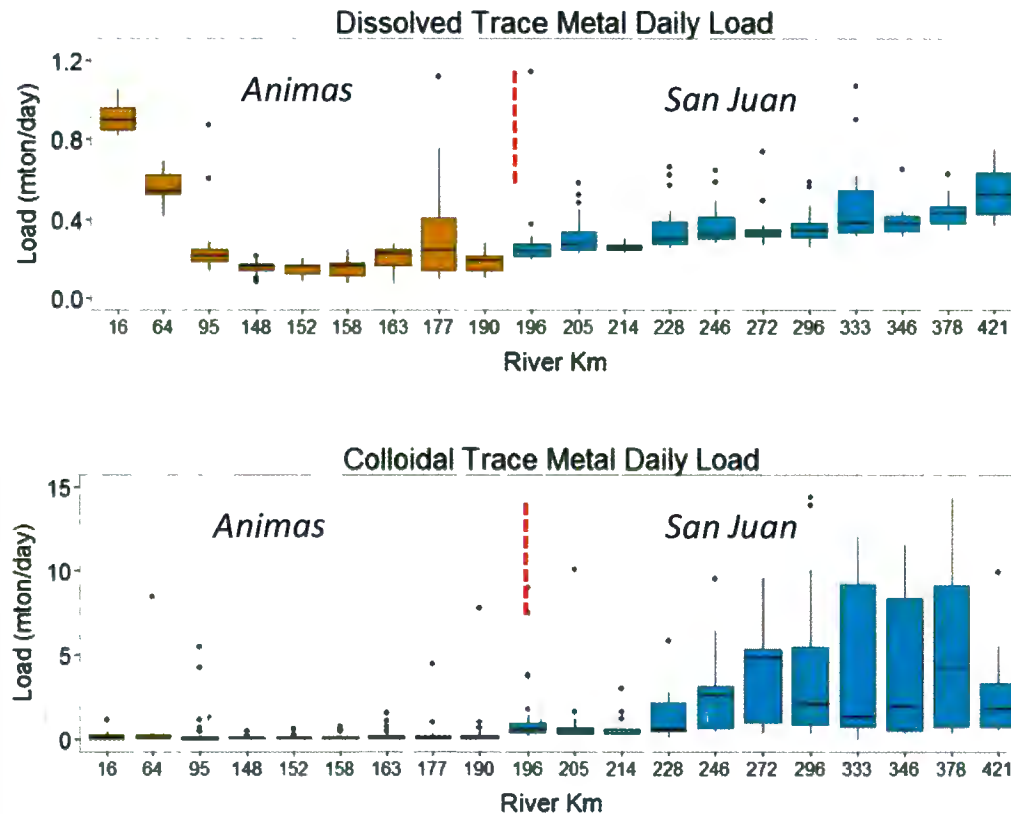 Dissolved Trace Metal Daily Load
1.2
Animas
San Juan
Load (mton/day)
0.8
0.4
0.0
16 64 95 148 152 158 163 177 190 196 205 214 228 246 272 296 333 346 378 421
River Km
Colloidal Trace Metal Daily Load
15
Animas
San Juan
Load (mton/day)
10
5
0
16 64 95 148 152 158 163 177 190 196 205 214 228 246 272 296 333 346 378 421
River Km